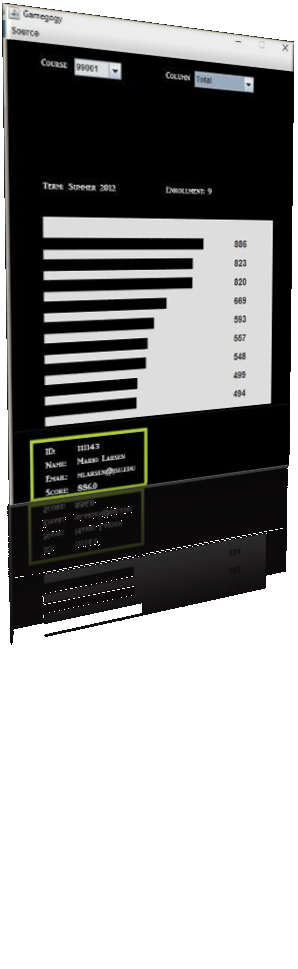 Gamegogy
Source
Course 99001 Column Total
Term: Summer 2012 Enrollment: 9
886
823
820
669
593
557
548
499
494
ID: 111143
Name: Mario Larsen
Email: mlarsen@jsu.edu
Score: 886.0